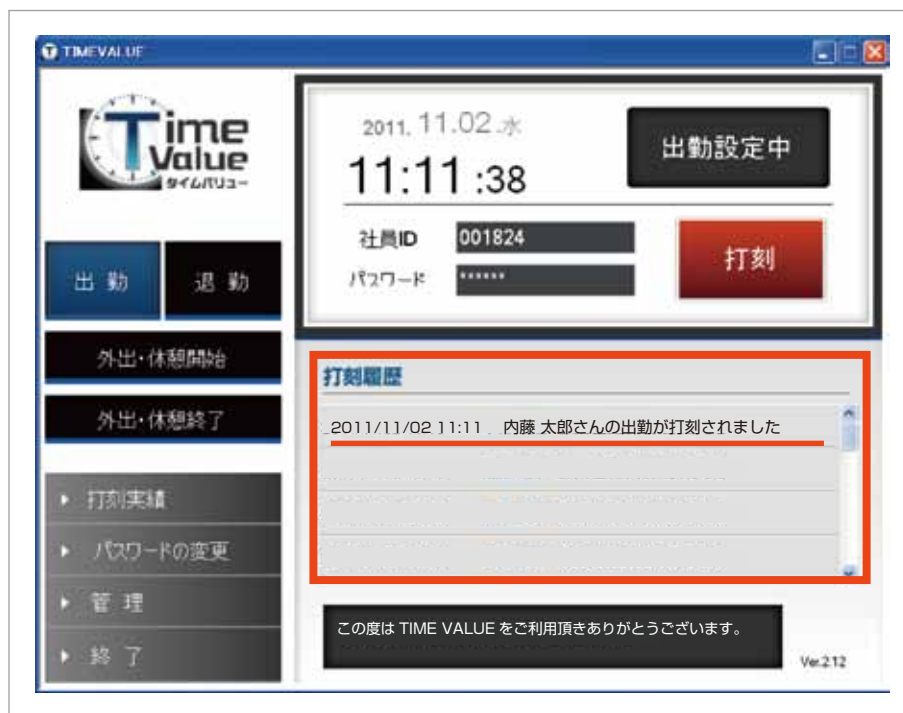 TIMEVALUE
Time
Value
タイムバリュー
2011. 11.02.水
11:11 :38
出勤設定中
社員ID 001824
パスワード ******
打刻
出 勤
退 勤
外出・休憩開始
外出・休憩終了
打刻履歴
2011/11/02 11:11 内藤 太郎さんの出勤が打刻されました
▶ 打刻実績
▶ パスワードの変更
▶ 管 理
▶ 終 了
この度は TIME VALUE をご利用頂きありがとうございます。
Ver.2.12